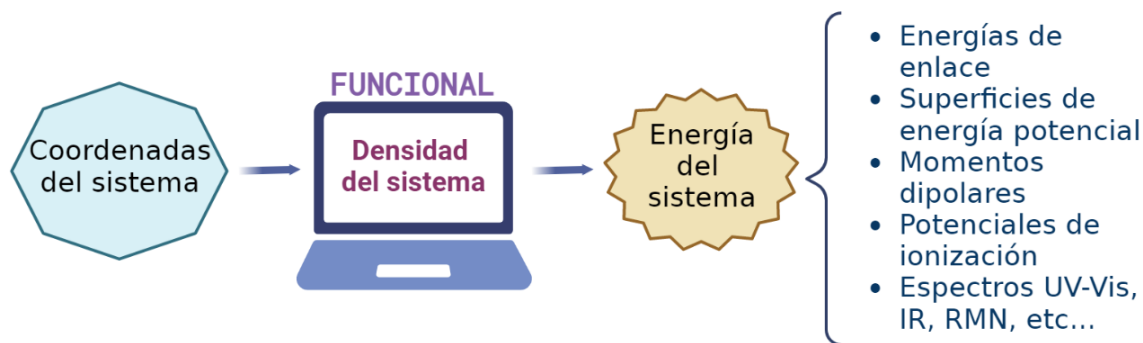 Coordenadas
del sistema
FUNCIONAL
Densidad
del sistema
Energía
del
sistema
• Energías de
enlace
• Superficies de
energía potencial
• Momentos
dipolares
• Potenciales de
ionización
• Espectros UV-Vis,
IR, RMN, etc...